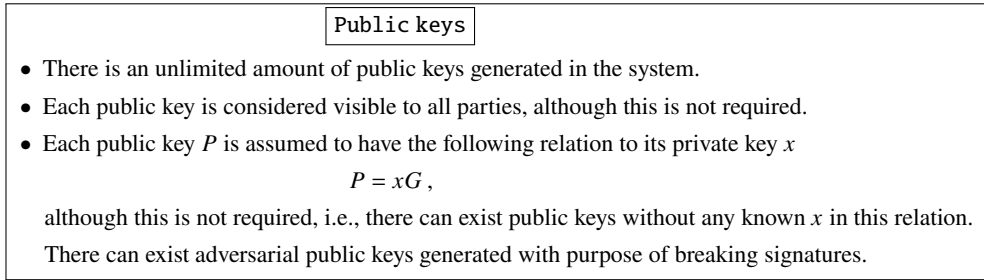 Public keys
• There is an unlimited amount of public keys generated in the system.
• Each public key is considered visible to all parties, although this is not required.
• Each public key P is assumed to have the following relation to its private key x
P = xG ,
although this is not required, i.e., there can exist public keys without any known x in this relation.
There can exist adversarial public keys generated with purpose of breaking signatures.